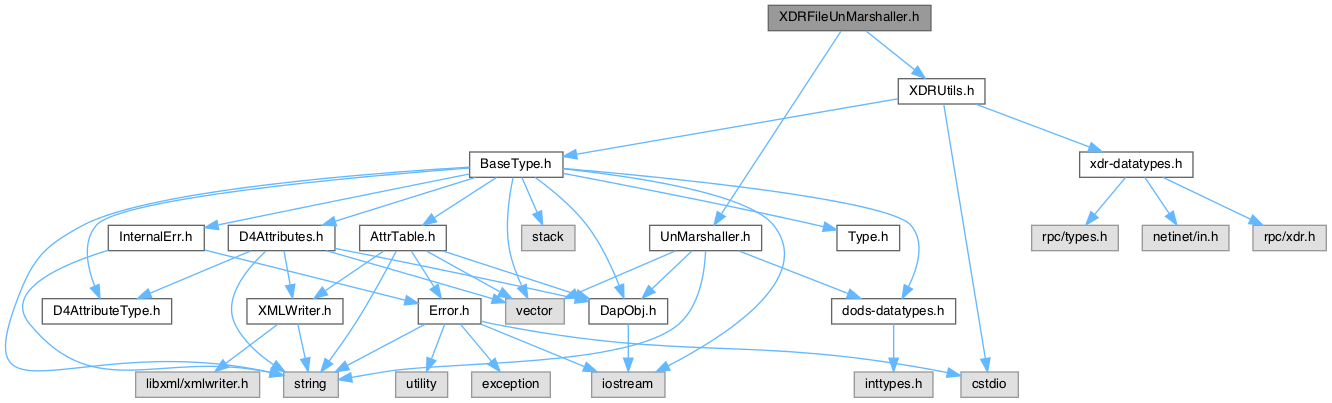 XDRFileUnMarshaller.h
XDRUtils.h
BaseType.h
xdr-datatypes.h
InternalErr.h
D4Attributes.h
AttrTable.h
stack
UnMarshaller.h
Type.h
rpc/types.h
netinet/in.h
rpc/xdr.h
D4AttributeType.h
XMLWriter.h
Error.h
vector
DapObj.h
dods-datatypes.h
libxml/xmlwriter.h
string
utility
exception
iostream
inttypes.h
cstdio